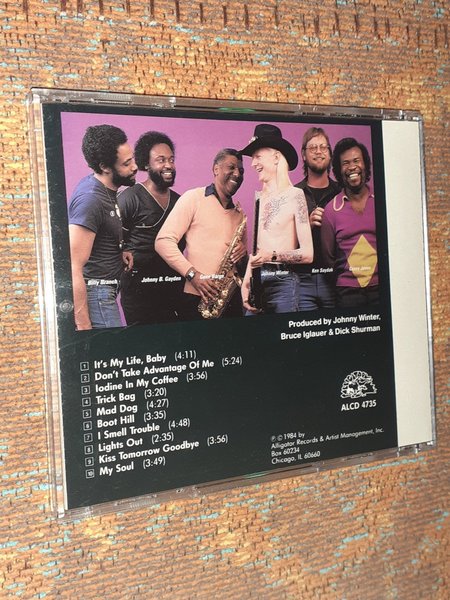 Billy Branch
Johnny B. Gayden
Gene Barge
Johnny Winter
Ken Saydak
Casey Jones
Produced by Johnny Winter,
Bruce Iglauer & Dick Shurman
1 It's My Life, Baby (4:11)
2 Don't Take Advantage Of Me (5:24)
3 Iodine In My Coffee (3:56)
4 Trick Bag (3:20)
5 Mad Dog (4:27)
6 Boot Hill (3:35)
7 I Smell Trouble (4:48)
8 Lights Out (2:35)
9 Kiss Tomorrow Goodbye (3:56)
10 My Soul (3:49)
ALCD 4735
℗ © 1984 by
Alligator Records & Artist Management, Inc.
Box 60234
Chicago, IL 60660